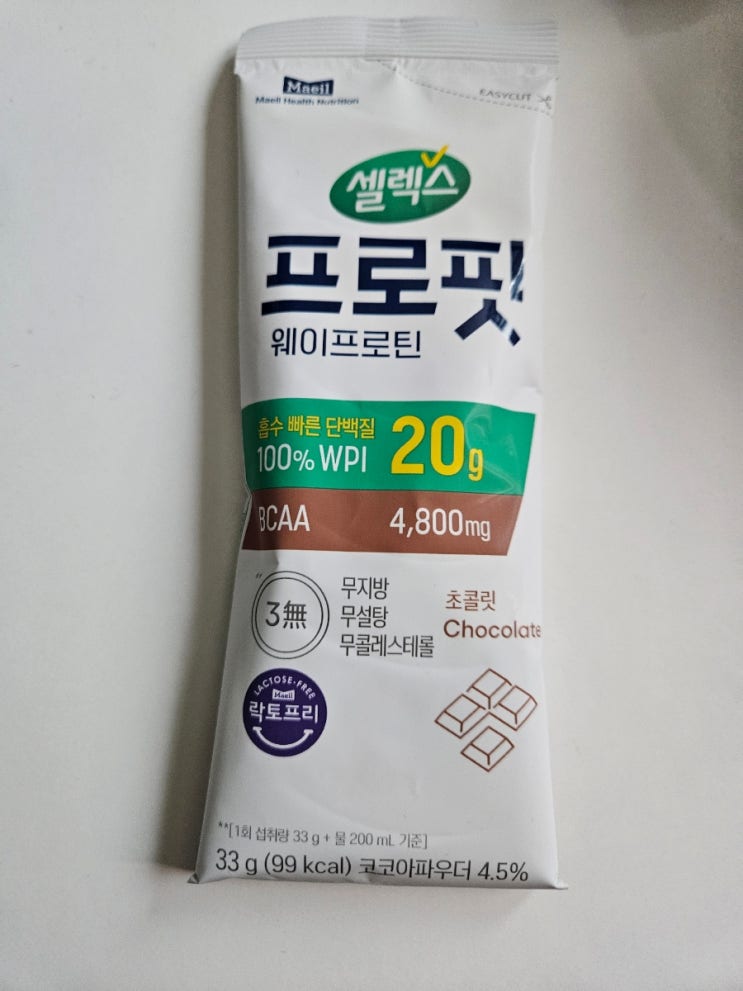 Maeil
Maeil Health Nutrition
EASYCUT
셀렉스
프로핏
웨이프로틴
흡수 빠른 단백질
100% WPI
20g
BCAA 4,800mg
"3無
무지방
무설탕
무콜레스테롤
초콜릿
Chocolate
LACTOSE-FREE
Maeil
락토프리
**[1회 섭취량 33 g + 물 200 mL 기준]
33 g (99 kcal) 코코아파우더 4.5%